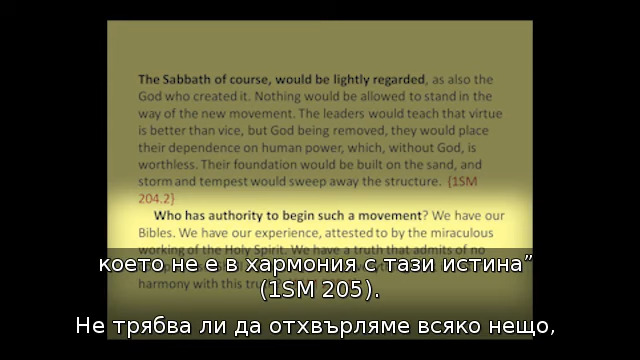 The Sabbath of course, would be lightly regarded, as also the
God who created it. Nothing would be allowed to stand in the
way of the new movement. The leaders would teach that virtue
is better than vice, but God being removed, they would place
their dependence on human power, which, without God, is
worthless. Their foundation would be built on the sand, and
storm and tempest would sweep away the structure. {1SM
204.2}
Who has authority to begin such a movement? We have our
Bibles. We have our experience, attested to by the miraculous
working of the Holy Spirit. We have a truth that admits of no
harmony with this
което не е в хармония с тази истина”
(1SM 205).
Не трябва ли да отхвърляме всяко нещо,